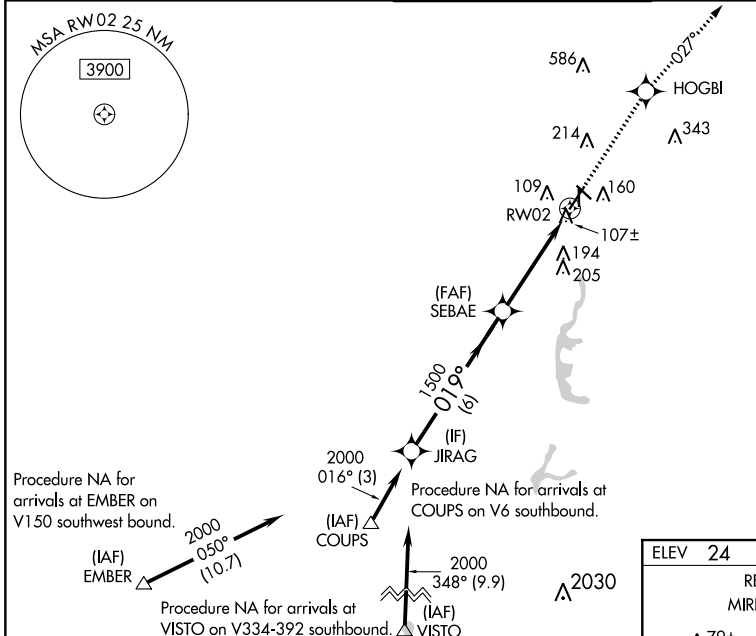 MSA RW02 25 NM
3900
586
027°
HOGBI
214
343
109
160
RW02
107±
194
205
(FAF)
SEBAE
1500
019°
(6)
(IF)
JIRAG
2000
016° (3)
Procedure NA for arrivals at
COUPS on V6 southbound.
(IAF)
COUPS
Procedure NA for
arrivals at EMBER on
V150 southwest bound.
2000
050°
(10.7)
(IAF)
EMBER
2000
348° (9.9)
2030
Procedure NA for arrivals at
VISTO on V334-392 southbound.
(IAF)
VISTO
ELEV 24
RE
MIR